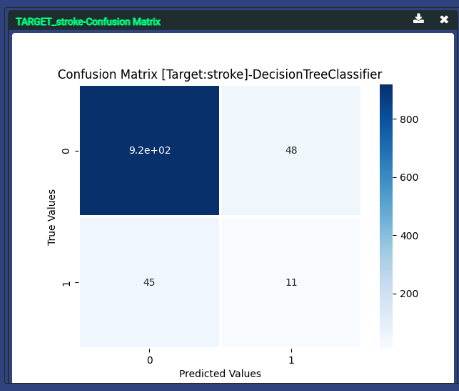 TARGET_stroke-Confusion Matrix
Confusion Matrix [Target:stroke]-DecisionTreeClassifier
True Values
0
9.2e+02
48
1
45
11
0
1
Predicted Values
800
600
400
200